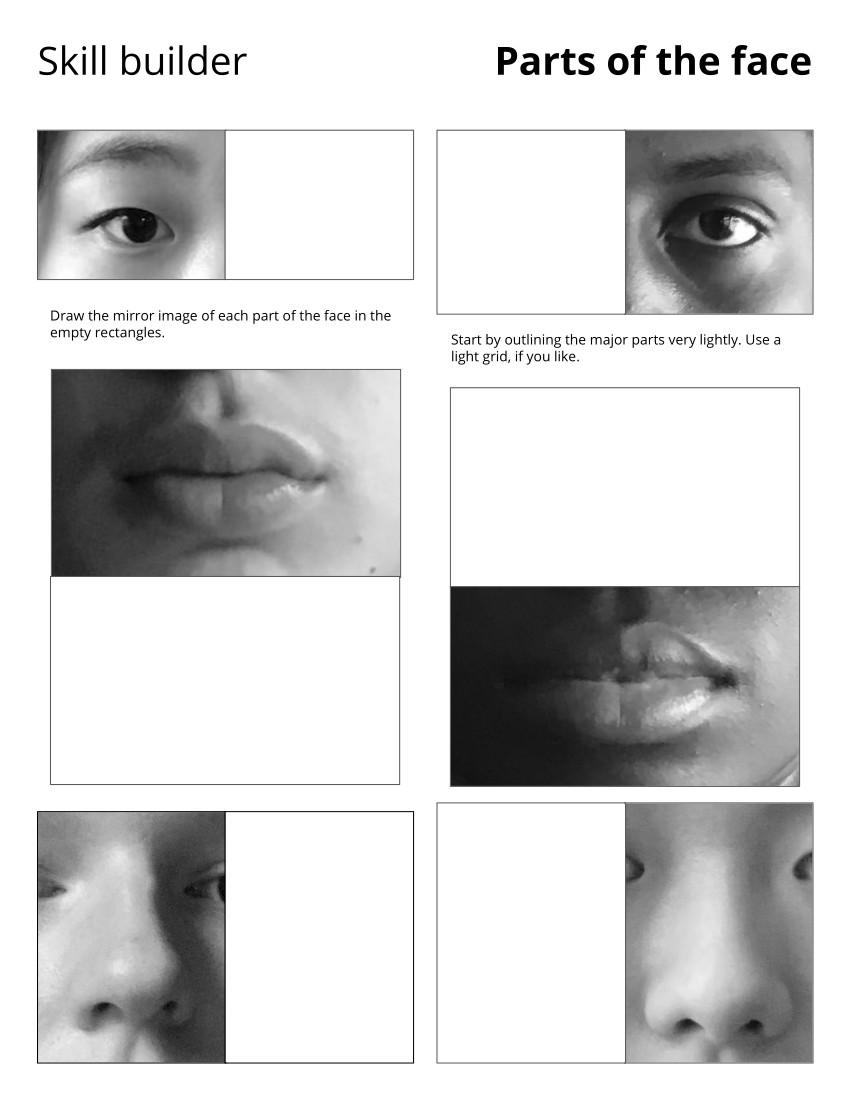 Skill builder
Parts of the face
Draw the mirror image of each part of the face in the
empty rectangles.
Start by outlining the major parts very lightly. Use a
light grid, if you like.